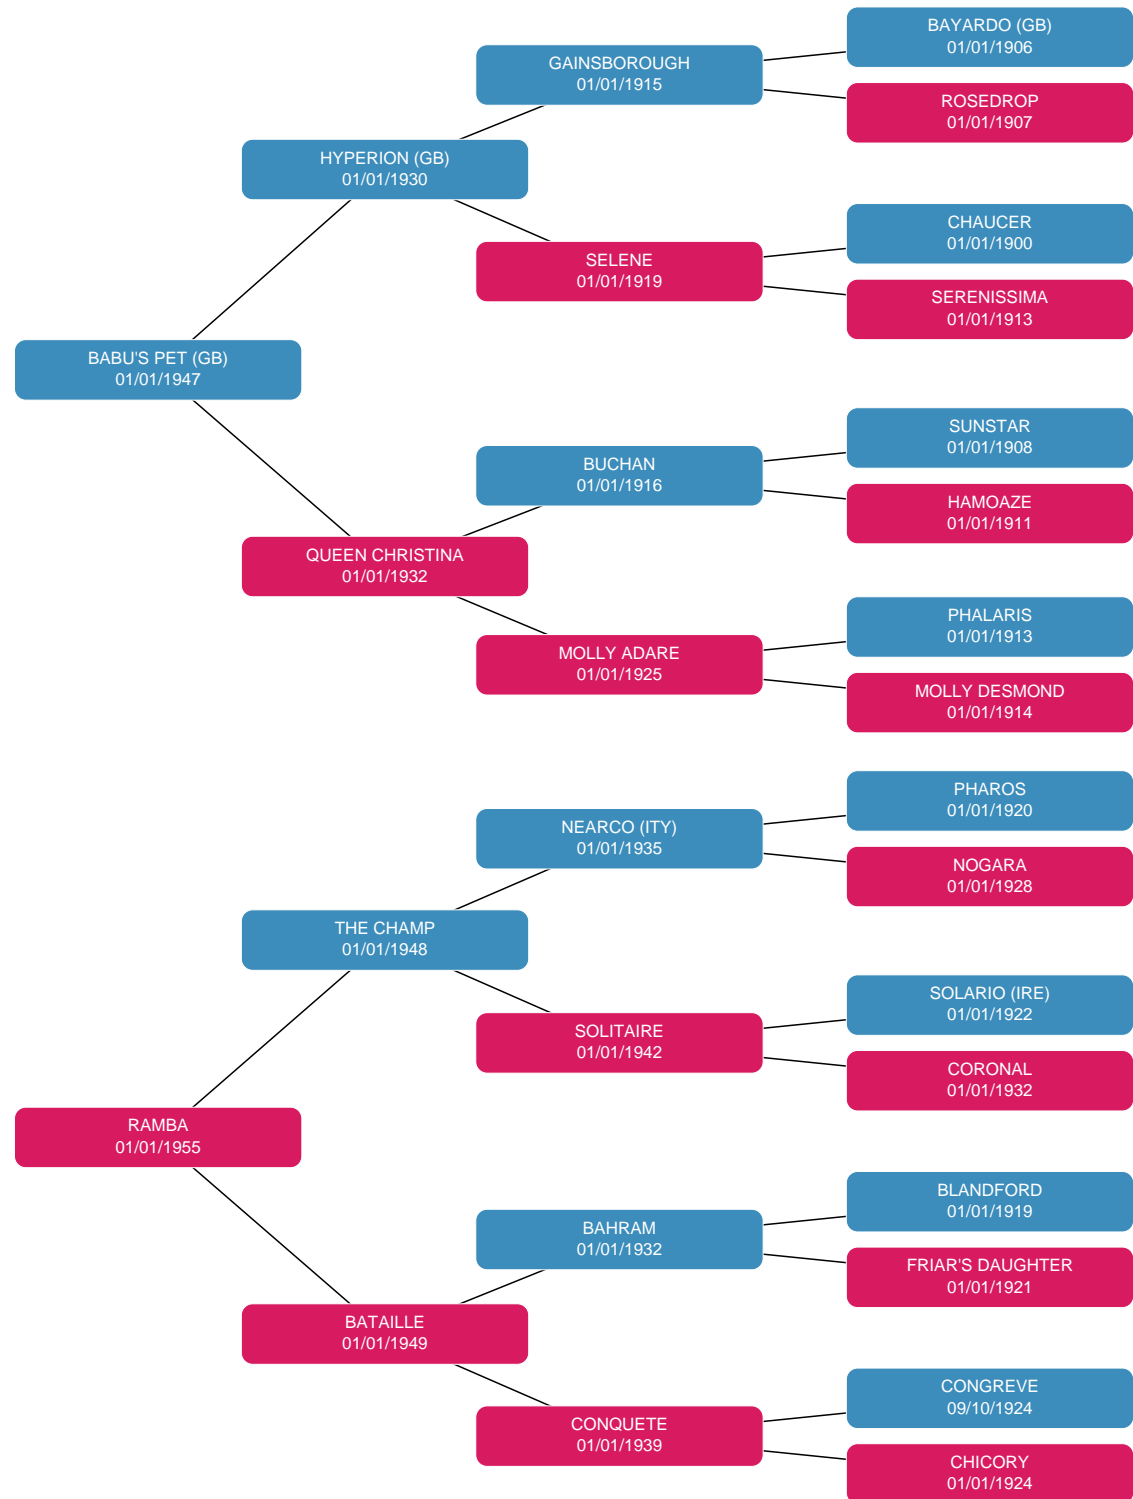 BAYARDO (GB)
01/01/1906
GAINSBOROUGH
01/01/1915
ROSEDROP
01/01/1907
HYPERION (GB)
01/01/1930
CHAUCER
01/01/1900
SELENE
01/01/1919
SERENISSIMA
01/01/1913
BABU'S PET (GB)
01/01/1947
SUNSTAR
01/01/1908
BUCHAN
01/01/1916
HAMOAZE
01/01/1911
QUEEN CHRISTINA
01/01/1932
PHALARIS
01/01/1913
MOLLY ADARE
01/01/1925
MOLLY DESMOND
01/01/1914
PHAROS
01/01/1920
NEARCO (ITY)
01/01/1935
NOGARA
01/01/1928
THE CHAMP
01/01/1948
SOLARIO (IRE)
01/01/1922
SOLITAIRE
01/01/1942
CORONAL
01/01/1932
RAMBA
01/01/1955
BLANDFORD
01/01/1919
BAHRAM
01/01/1932
FRIAR'S DAUGHTER
01/01/1921
BATAILLE
01/01/1949
CONGREVE
09/10/1924
CONQUETE
01/01/1939
CHICORY
01/01/1924